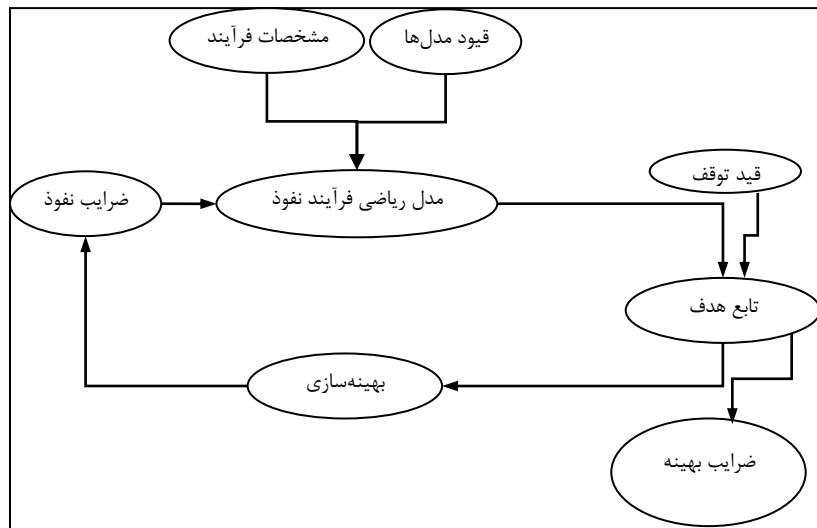 قیود مدل‌ها
مشخصات فرآیند
قید توقف
مدل ریاضی فرآیند نفوذ
ضرایب نفوذ
تابع هدف
بهینه‌سازی
ضرایب بهینه